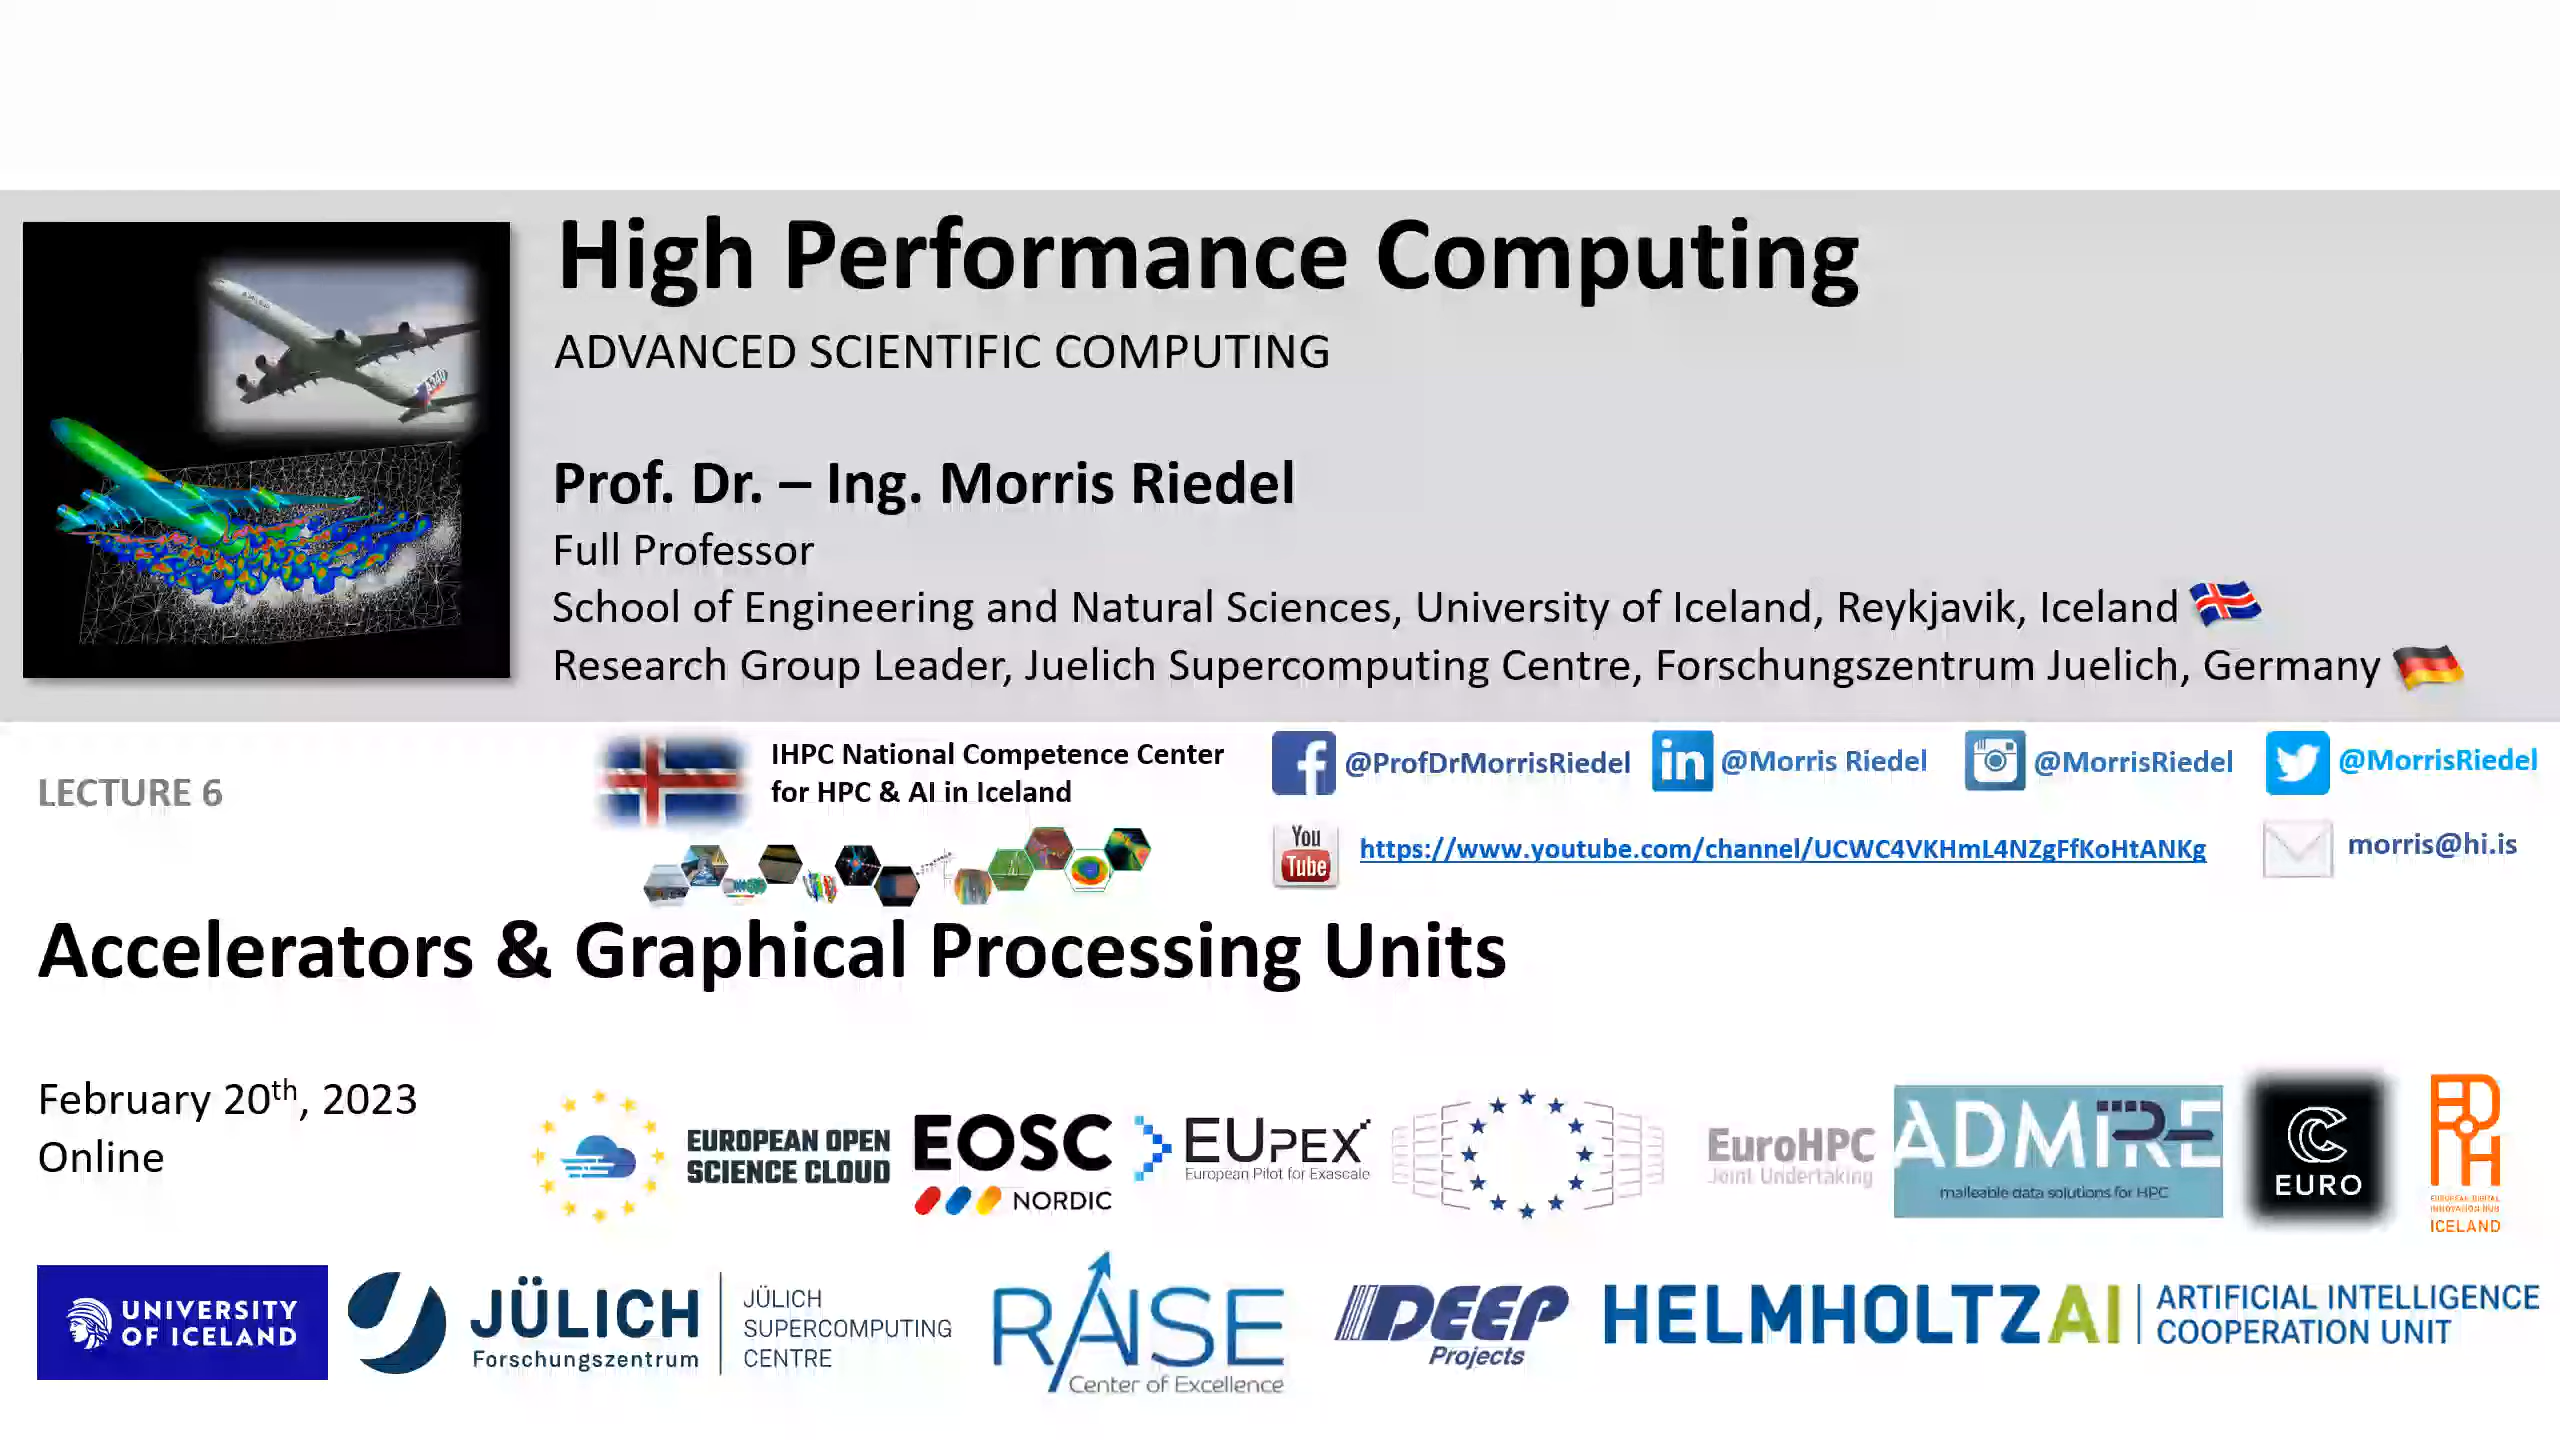 High Performance Computing
ADVANCED SCIENTIFIC COMPUTING
Prof. Dr. – Ing. Morris Riedel
Full Professor
School of Engineering and Natural Sciences, University of Iceland, Reykjavik, Iceland
Research Group Leader, Juelich Supercomputing Centre, Forschungszentrum Juelich, Germany
LECTURE 6
IHPC National Competence Center
for HPC & AI in Iceland
@ProfDrMorrisRiedel
@Morris Riedel
@MorrisRiedel
@MorrisRiedel
You
Tube
https://www.youtube.com/channel/UCWC4VKHmL4NZgFfKoHtANKg
morris@hi.is
Accelerators & Graphical Processing Units
February 20th, 2023
Online
EUROPEAN OPEN
SCIENCE CLOUD
EOSC
NORDIC
EUPEX
European Pilot for Exascale
EuroHPC
Joint Undertaking
ADMIRE
malleable data solutions for HPC
EURO
EDIH
EUROPEAN DIGITAL
INNOVATION HUB
ICELAND
UNIVERSITY
OF ICELAND
JÜLICH
Forschungszentrum
JÜLICH
SUPERCOMPUTING
CENTRE
RAISE
Center of Excellence
DEEP
Projects
HELMHOLTZAI
ARTIFICIAL INTELLIGENCE
COOPERATION UNIT